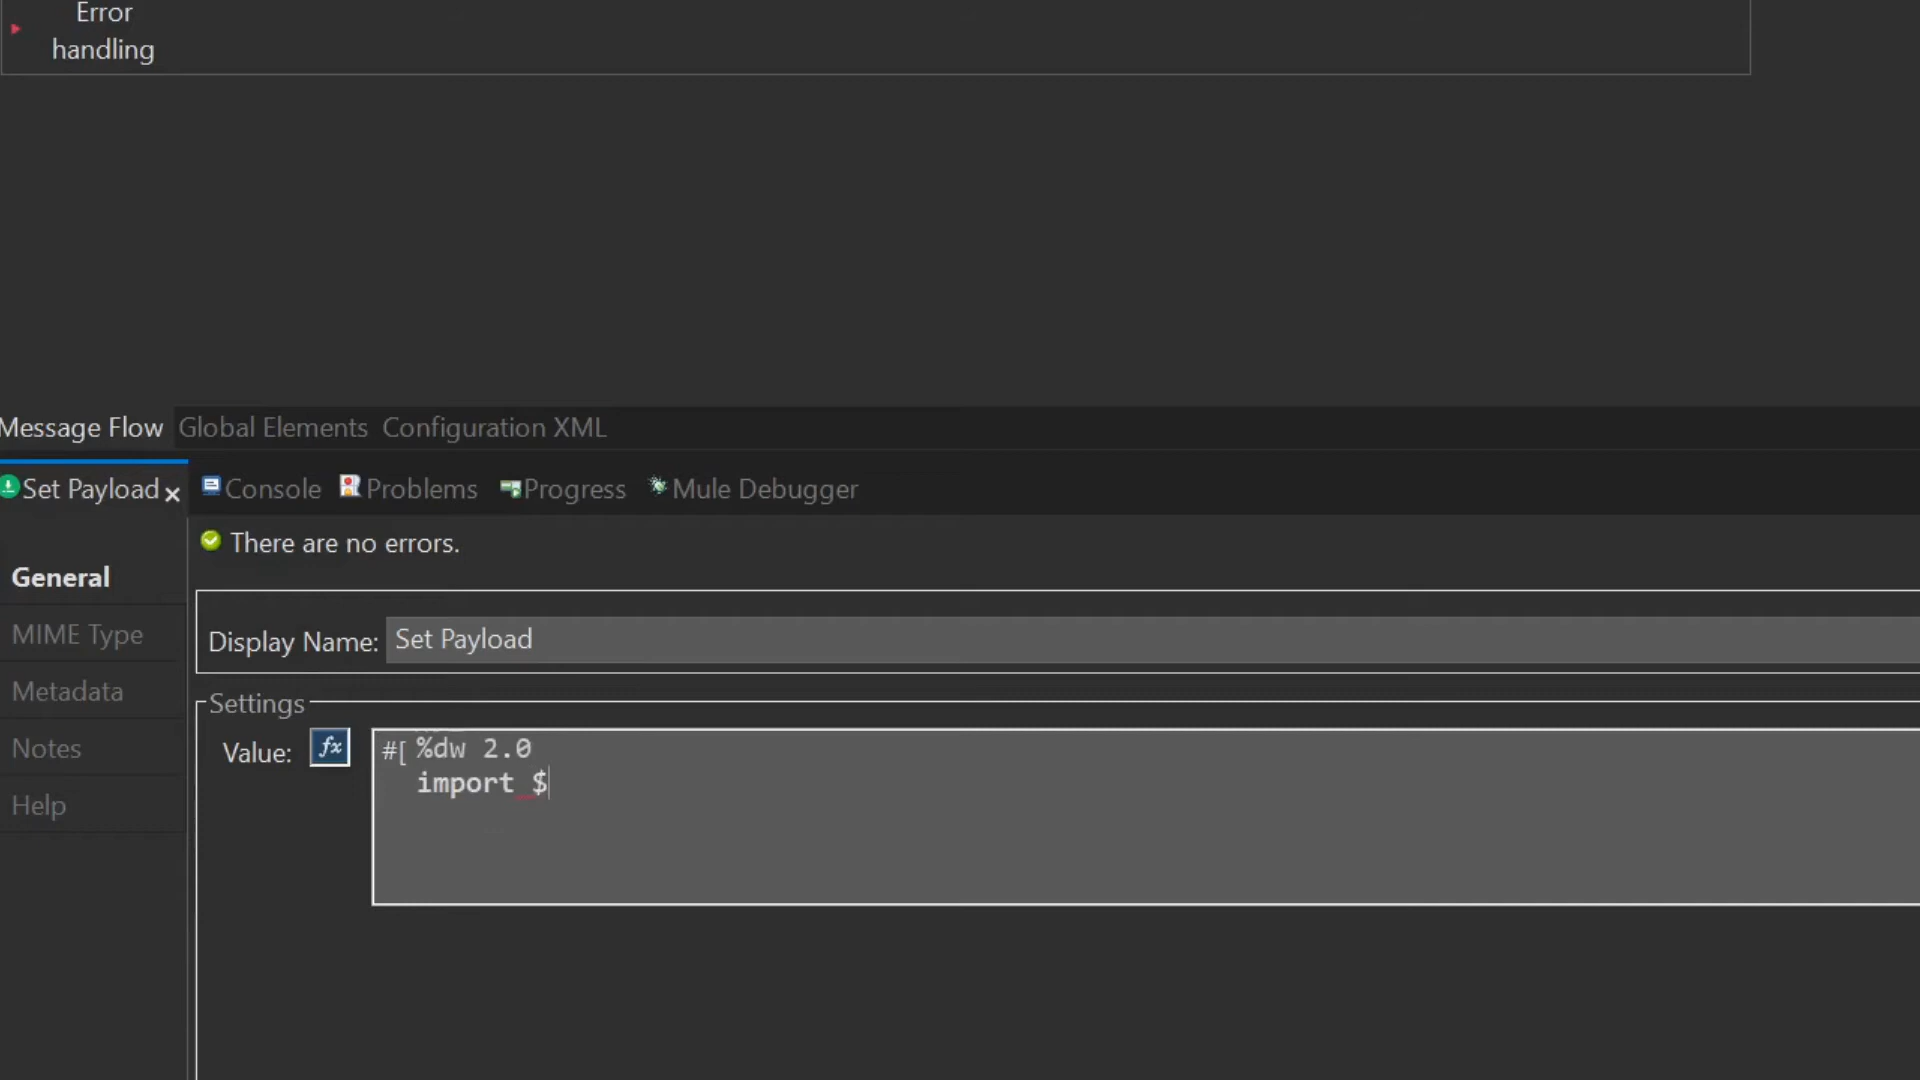 Error
handling
Message Flow Global Elements Configuration XML
Set Payload Console Problems Progress Mule Debugger
There are no errors.
General
MIME Type
Metadata
Notes
Help
Display Name: Set Payload
Settings
Value: fx #[ %dw 2.0
import $